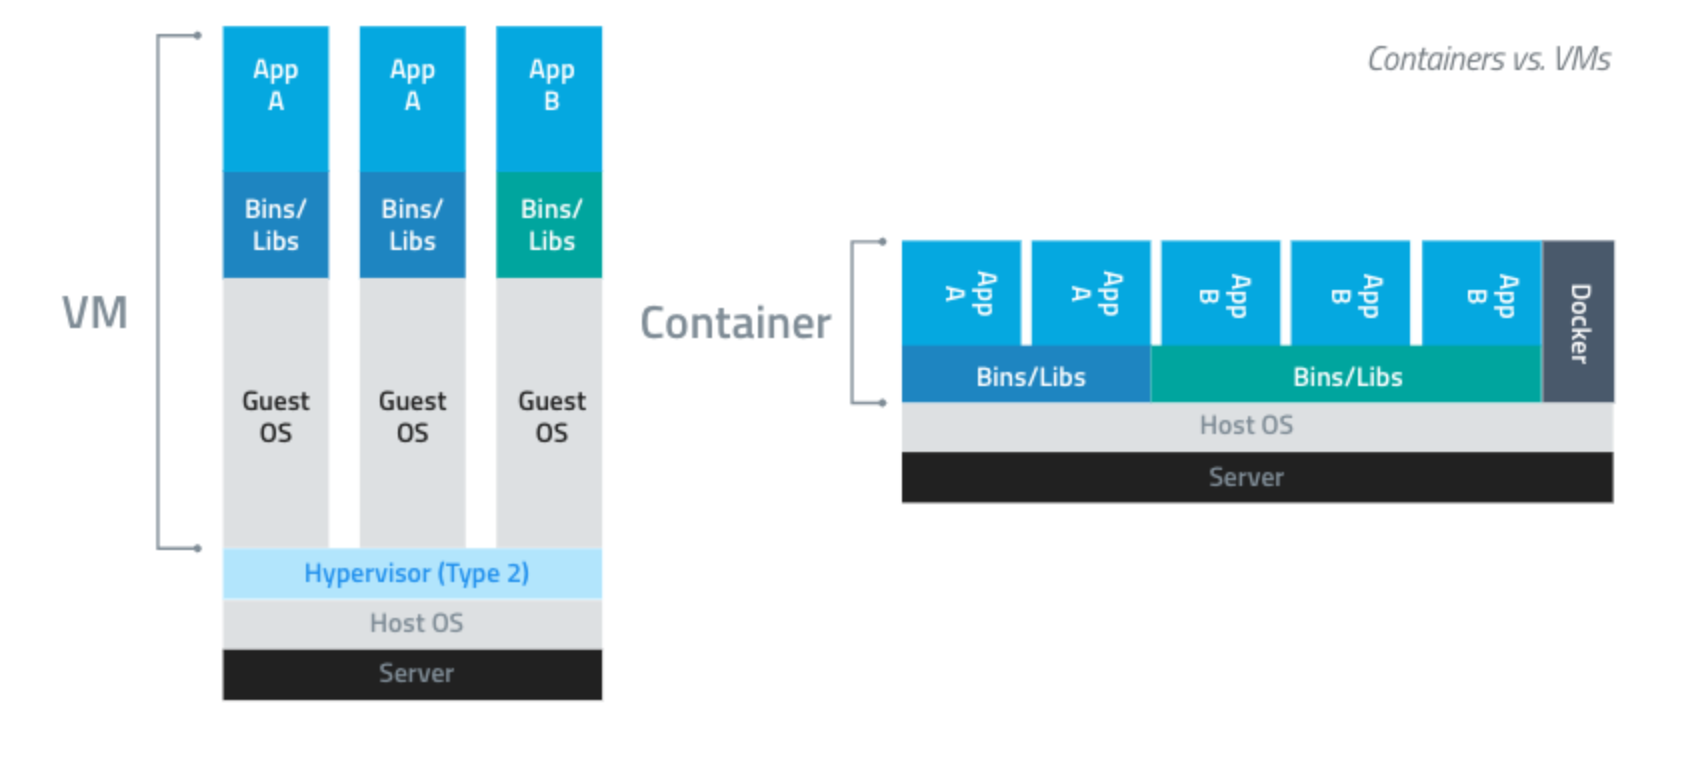 Containers vs. VMs
VM
App
A
App
A
App
B
Bins/
Libs
Bins/
Libs
Bins/
Libs
Guest
OS
Guest
OS
Guest
OS
Hypervisor (Type 2)
Host OS
Server
Container
App
A
App
A
App
B
App
B
App
B
Docker
Bins/Libs
Bins/Libs
Host OS
Server